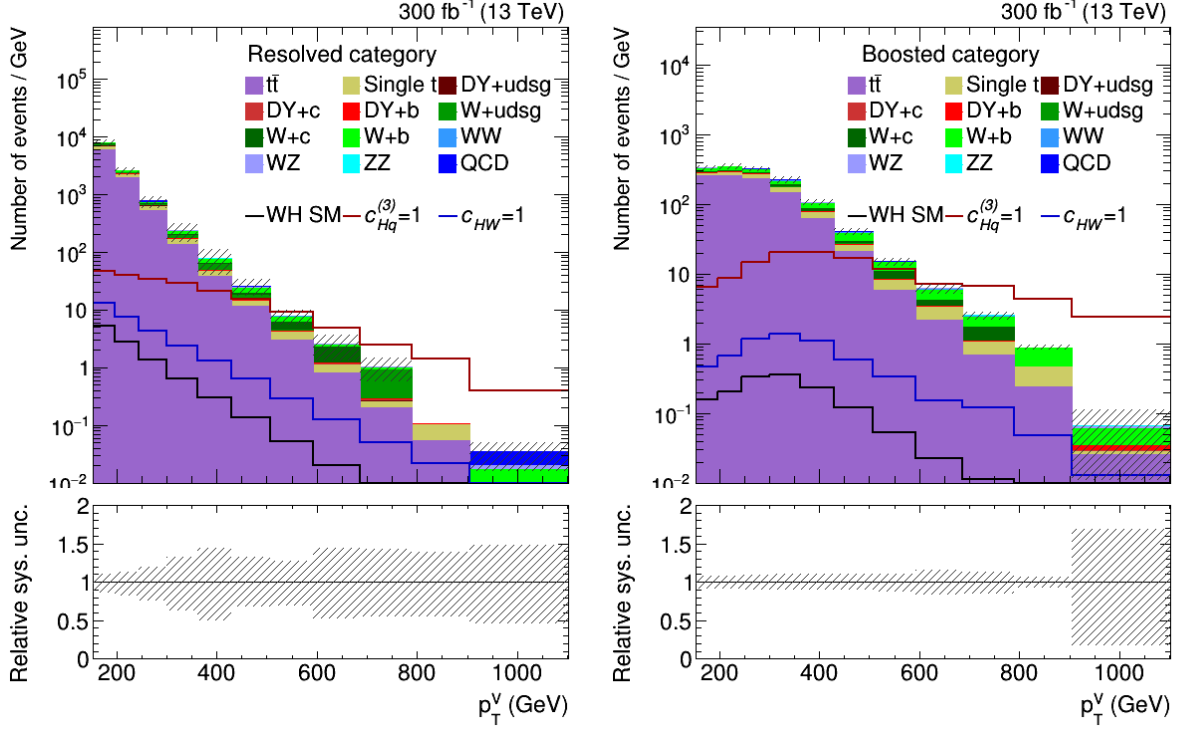 300 fb⁻¹ (13 TeV)
Number of events / GeV
10⁵
10⁴
10³
10²
10
1
10⁻¹
10⁻²
Resolved category
tt̄ Single t DY+udsg
DY+c DY+b W+udsg
W+c W+b WW
WZ ZZ QCD
WH SM c_Hq^(3)=1 c_HW=1
Relative sys. unc.
2
1.5
1
0.5
0
200 400 600 800 1000
p_T^V (GeV)
300 fb⁻¹ (13 TeV)
Number of events / GeV
10⁴
10³
10²
10
1
10⁻¹
10⁻²
Boosted category
tt̄ Single t DY+udsg
DY+c DY+b W+udsg
W+c W+b WW
WZ ZZ QCD
WH SM c_Hq^(3)=1 c_HW=1
Relative sys. unc.
2
1.5
1
0.5
0
200 400 600 800 1000
p_T^V (GeV)